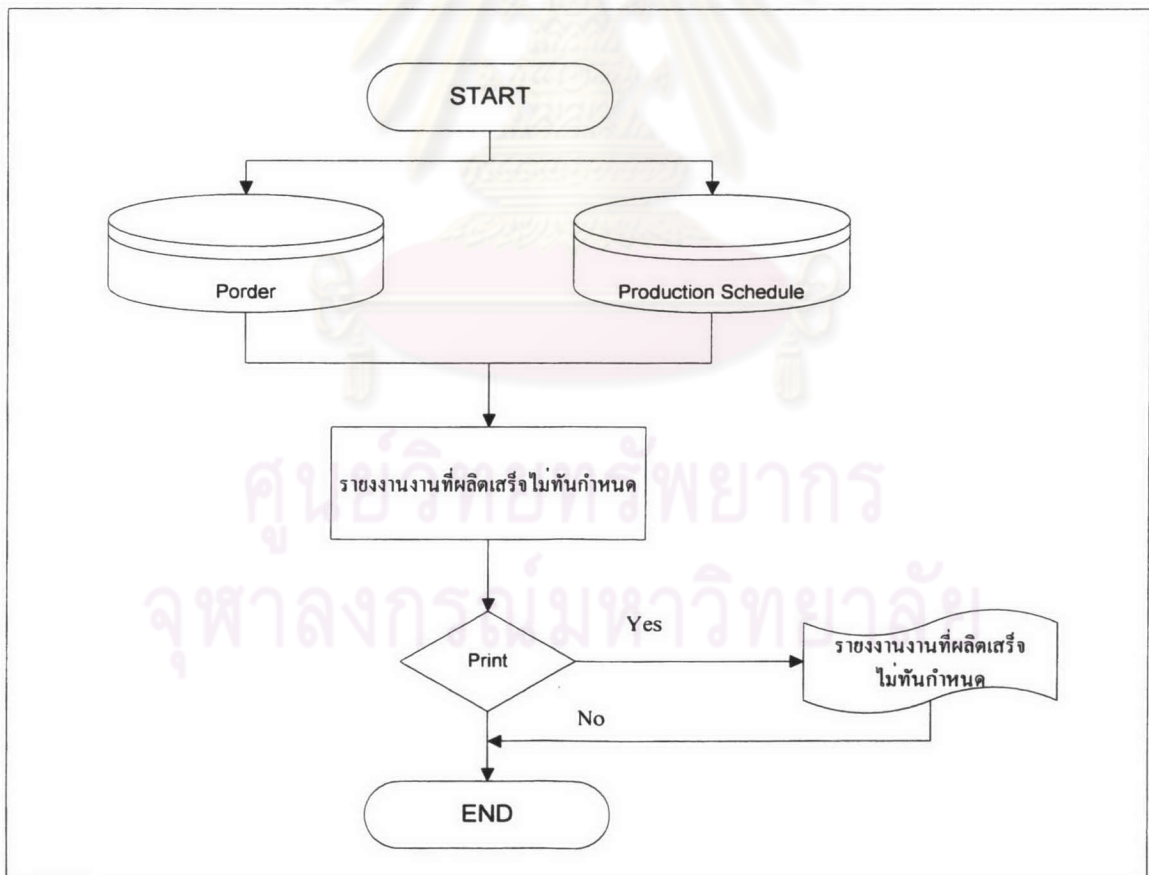 START
Porder
Production Schedule
รายงงานงานที่ผลิตเสร็จไม่ทันกำหนด
ศูนย์วิทยทรัพยากร
จุฬาลงกรณ์มหาวิทยาลัย
Yes
Print
รายงงานงานที่ผลิตเสร็จ
ไม่ทันกำหนด
No
END